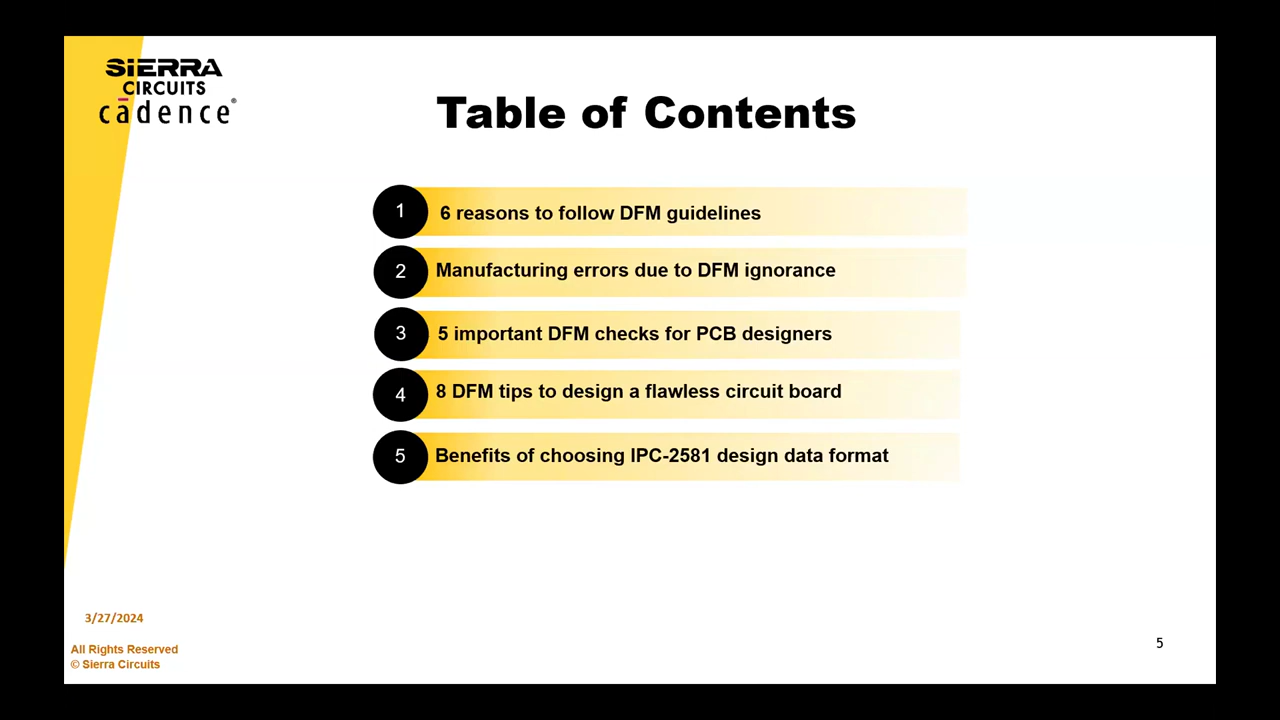 SIERRA
CIRCUITS
cādence®
Table of Contents
1 6 reasons to follow DFM guidelines
2 Manufacturing errors due to DFM ignorance
3 5 important DFM checks for PCB designers
4 8 DFM tips to design a flawless circuit board
5 Benefits of choosing IPC-2581 design data format
3/27/2024
All Rights Reserved
© Sierra Circuits
5